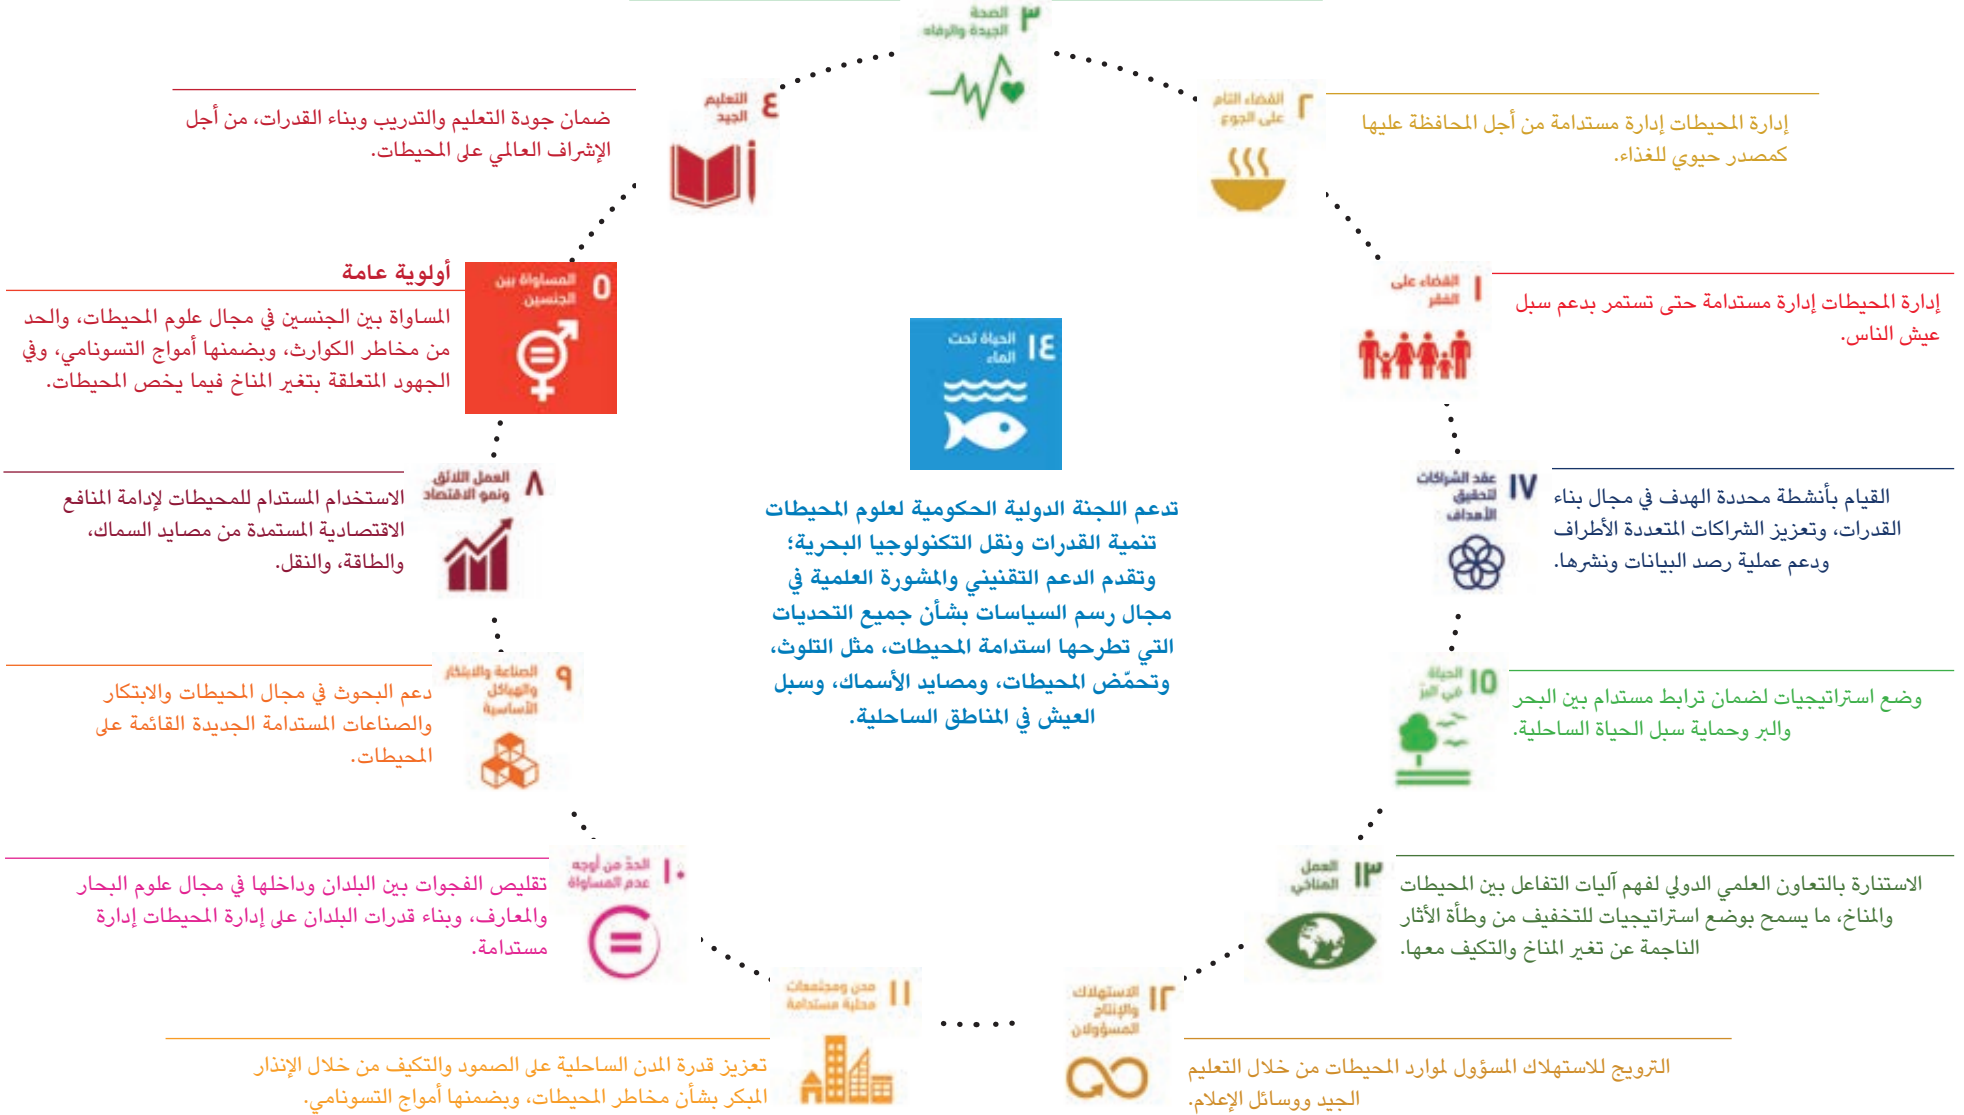 ٣ الصحة
الجيدة والرفاه
٢ القضاء التام
على الجوع
إدارة المحيطات إدارة مستدامة من أجل المحافظة عليها
كمصدر حيوي للغذاء.
٤ التعليم
الجيد
ضمان جودة التعليم والتدريب وبناء القدرات، من أجل
الإشراف العالمي على المحيطات.
١ القضاء على
الفقر
إدارة المحيطات إدارة مستدامة حتى تستمر بدعم سبل
عيش الناس.
٥ المساواة بين
الجنسين
أولوية عامة
المساواة بين الجنسين في مجال علوم المحيطات، والحد
من مخاطر الكوارث، وبضمنها أمواج التسونامي، وفي
الجهود المتعلقة بتغير المناخ فيما يخص المحيطات.
١٤ الحياة تحت
الماء
تدعم اللجنة الدولية الحكومية لعلوم المحيطات
تنمية القدرات ونقل التكنولوجيا البحرية؛
وتقدم الدعم التقنيني والمشورة العلمية في
مجال رسم السياسات بشأن جميع التحديات
التي تطرحها استدامة المحيطات، مثل التلوث،
وتحمّض المحيطات، ومصايد الأسماك، وسبل
العيش في المناطق الساحلية.
١٧ عقد الشراكات
لتحقيق
الأهداف
القيام بأنشطة محددة الهدف في مجال بناء
القدرات، وتعزيز الشراكات المتعددة الأطراف
ودعم عملية رصد البيانات ونشرها.
٨ العمل اللائق
ونمو الاقتصاد
الاستخدام المستدام للمحيطات لإدامة المنافع
الاقتصادية المستمدة من مصايد السماك،
والطاقة، والنقل.
١٥ الحياة
في البرّ
وضع استراتيجيات لضمان ترابط مستدام بين البحر
والبر وحماية سبل الحياة الساحلية.
٩ الصناعة والابتكار
والهياكل
الأساسية
دعم البحوث في مجال المحيطات والابتكار
والصناعات المستدامة الجديدة القائمة على
المحيطات.
١٣ العمل
المناخي
الاستنارة بالتعاون العلمي الدولي لفهم آليات التفاعل بين المحيطات
والمناخ، ما يسمح بوضع استراتيجيات للتخفيف من وطأة الأثار
الناجمة عن تغير المناخ والتكيف معها.
١٠ الحدّ من أوجه
عدم المساواة
تقليص الفجوات بين البلدان وداخلها في مجال علوم البحار
والمعارف، وبناء قدرات البلدان على إدارة المحيطات إدارة
مستدامة.
١٢ الاستهلاك
والإنتاج
المسؤولان
الترويج للاستهلاك المسؤول لموارد المحيطات من خلال التعليم
الجيد ووسائل الإعلام.
١١ مدن ومجتمعات
محلية مستدامة
تعزيز قدرة المدن الساحلية على الصمود والتكيف من خلال الإنذار
المبكر بشأن مخاطر المحيطات، وبضمنها أمواج التسونامي.